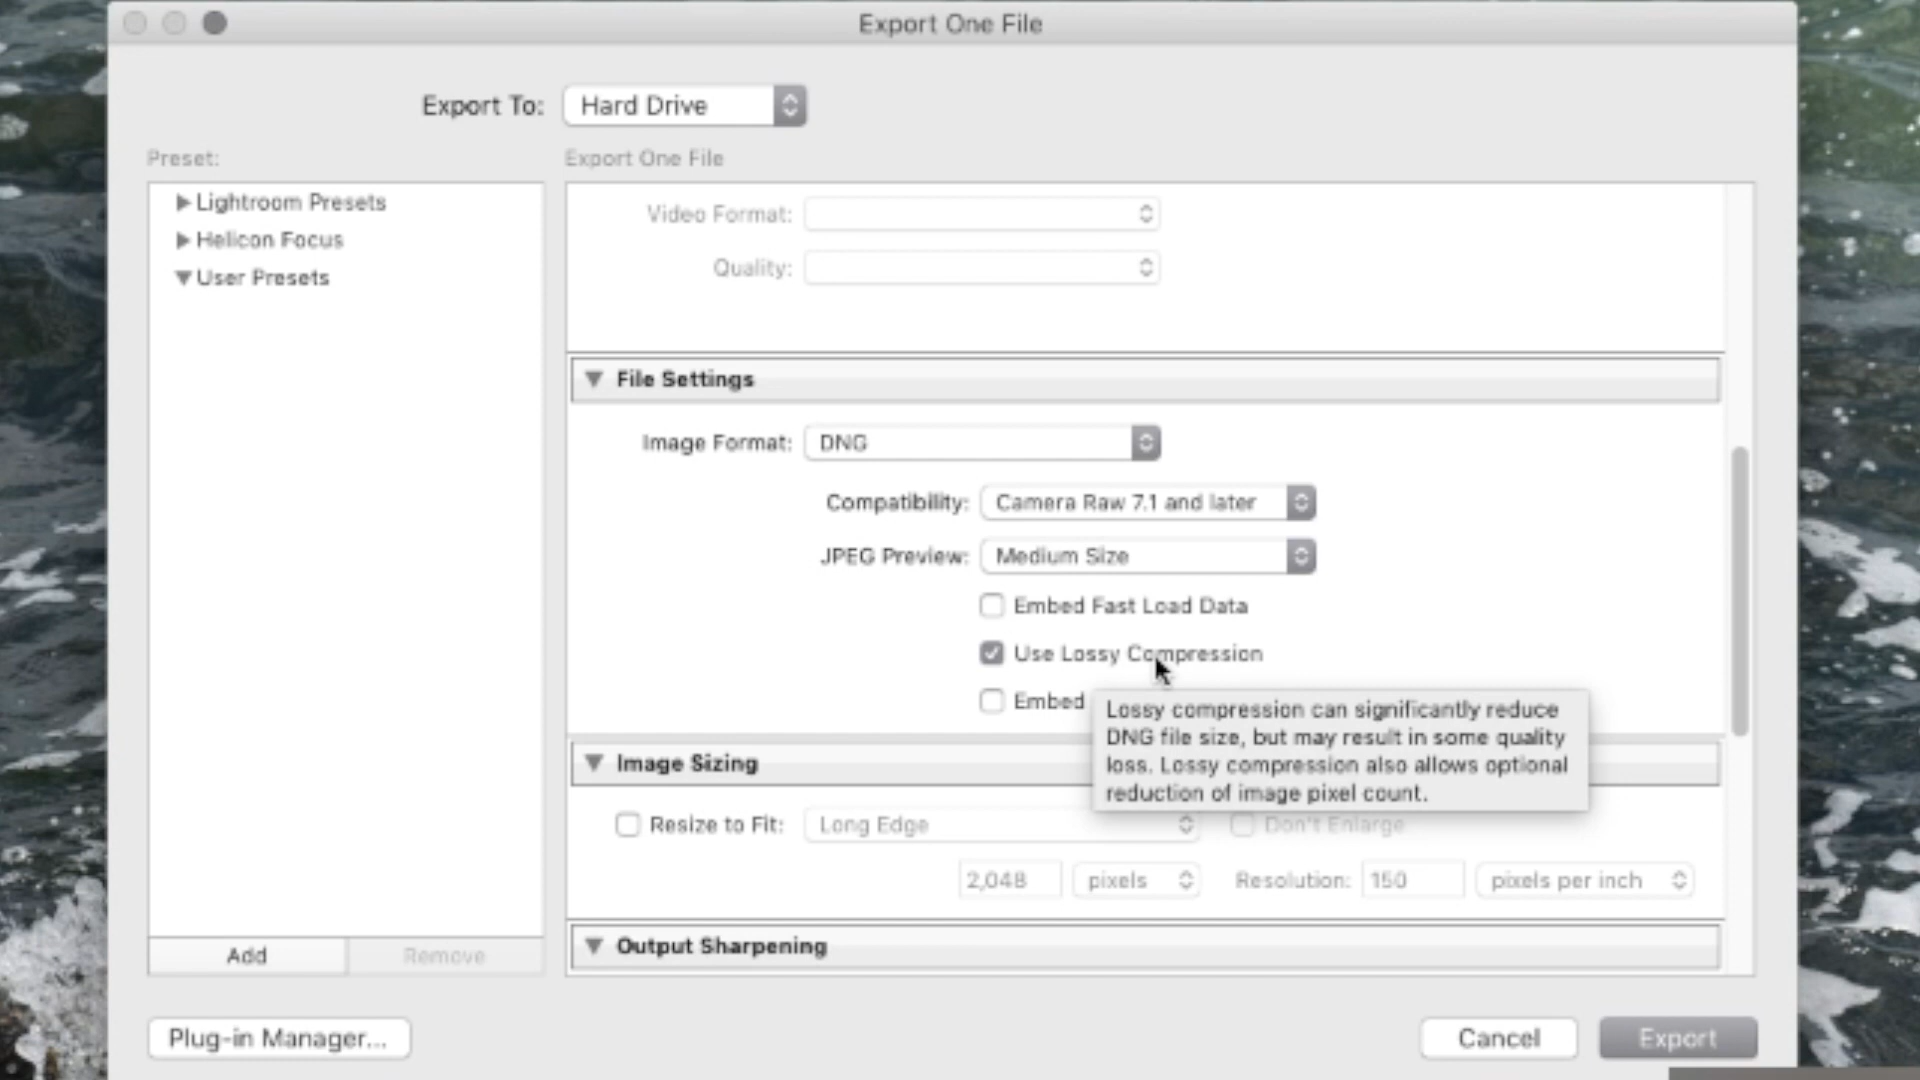 Export One File
Export To: Hard Drive
Preset:
Export One File
Lightroom Presets
Helicon Focus
User Presets
Video Format:
Quality:
File Settings
Image Format: DNG
Compatibility: Camera Raw 7.1 and later
JPEG Preview: Medium Size
Embed Fast Load Data
Use Lossy Compression
Embed
Lossy compression can significantly reduce
DNG file size, but may result in some quality
loss. Lossy compression also allows optional
reduction of image pixel count.
Image Sizing
Resize to Fit: Long Edge Don't Enlarge
2,048 pixels Resolution: 150 pixels per inch
Output Sharpening
Add Remove
Plug-in Manager... Cancel Export